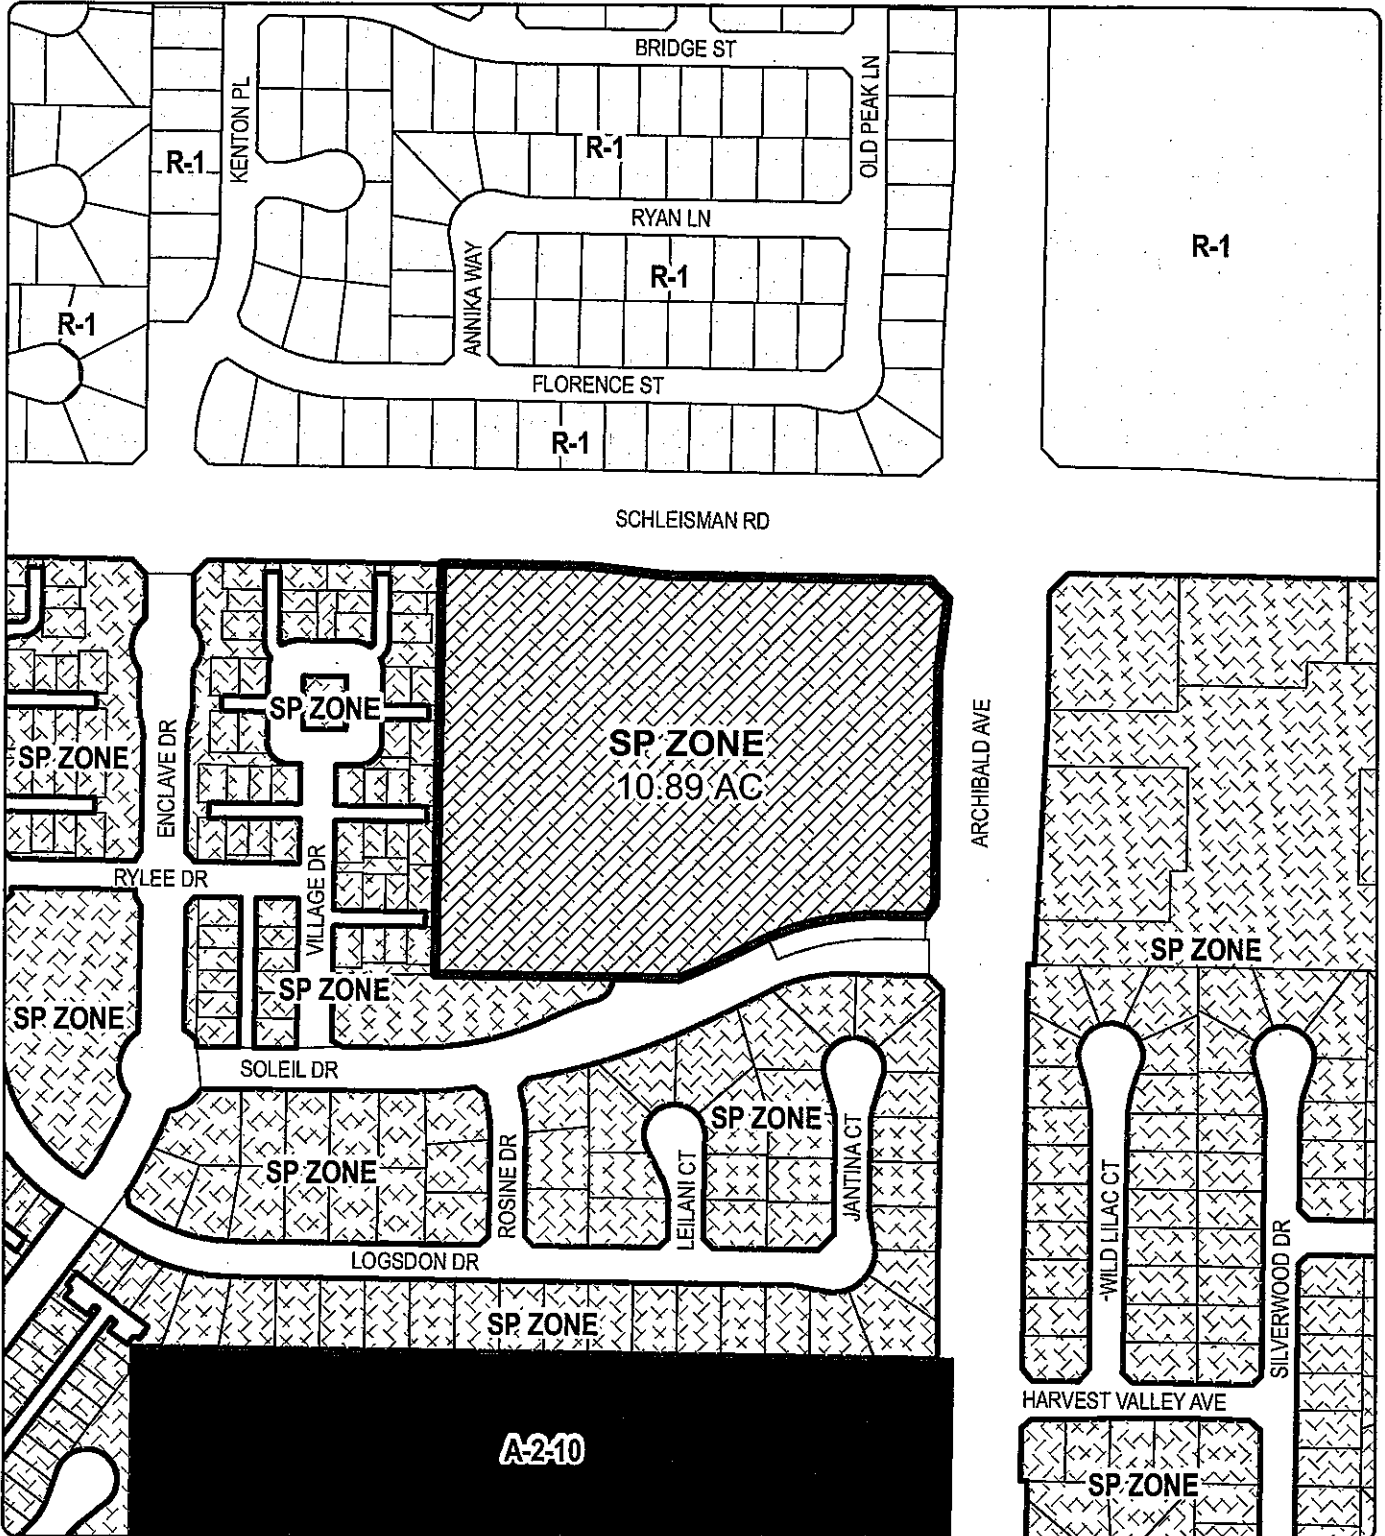 BRIDGE ST
OLD PEAK LN
KENTON PL
R-1
R-1
RYAN LN
R-1
ANNIKA WAY
R-1
R-1
FLORENCE ST
R-1
SCHLEISMAN RD
SP ZONE
SP ZONE
ENCLAVE DR
SP ZONE
10.89 AC
ARCHIBALD AVE
RYLEE DR
VILLAGE DR
SP ZONE
SP ZONE
SP ZONE
SOLEIL DR
SP ZONE
SP ZONE
ROSINE DR
LEILANI CT
JANTINA CT
WILD LILAC CT
SILVERWOOD DR
LOGSDON DR
SP ZONE
HARVEST VALLEY AVE
A-2-10
SP ZONE